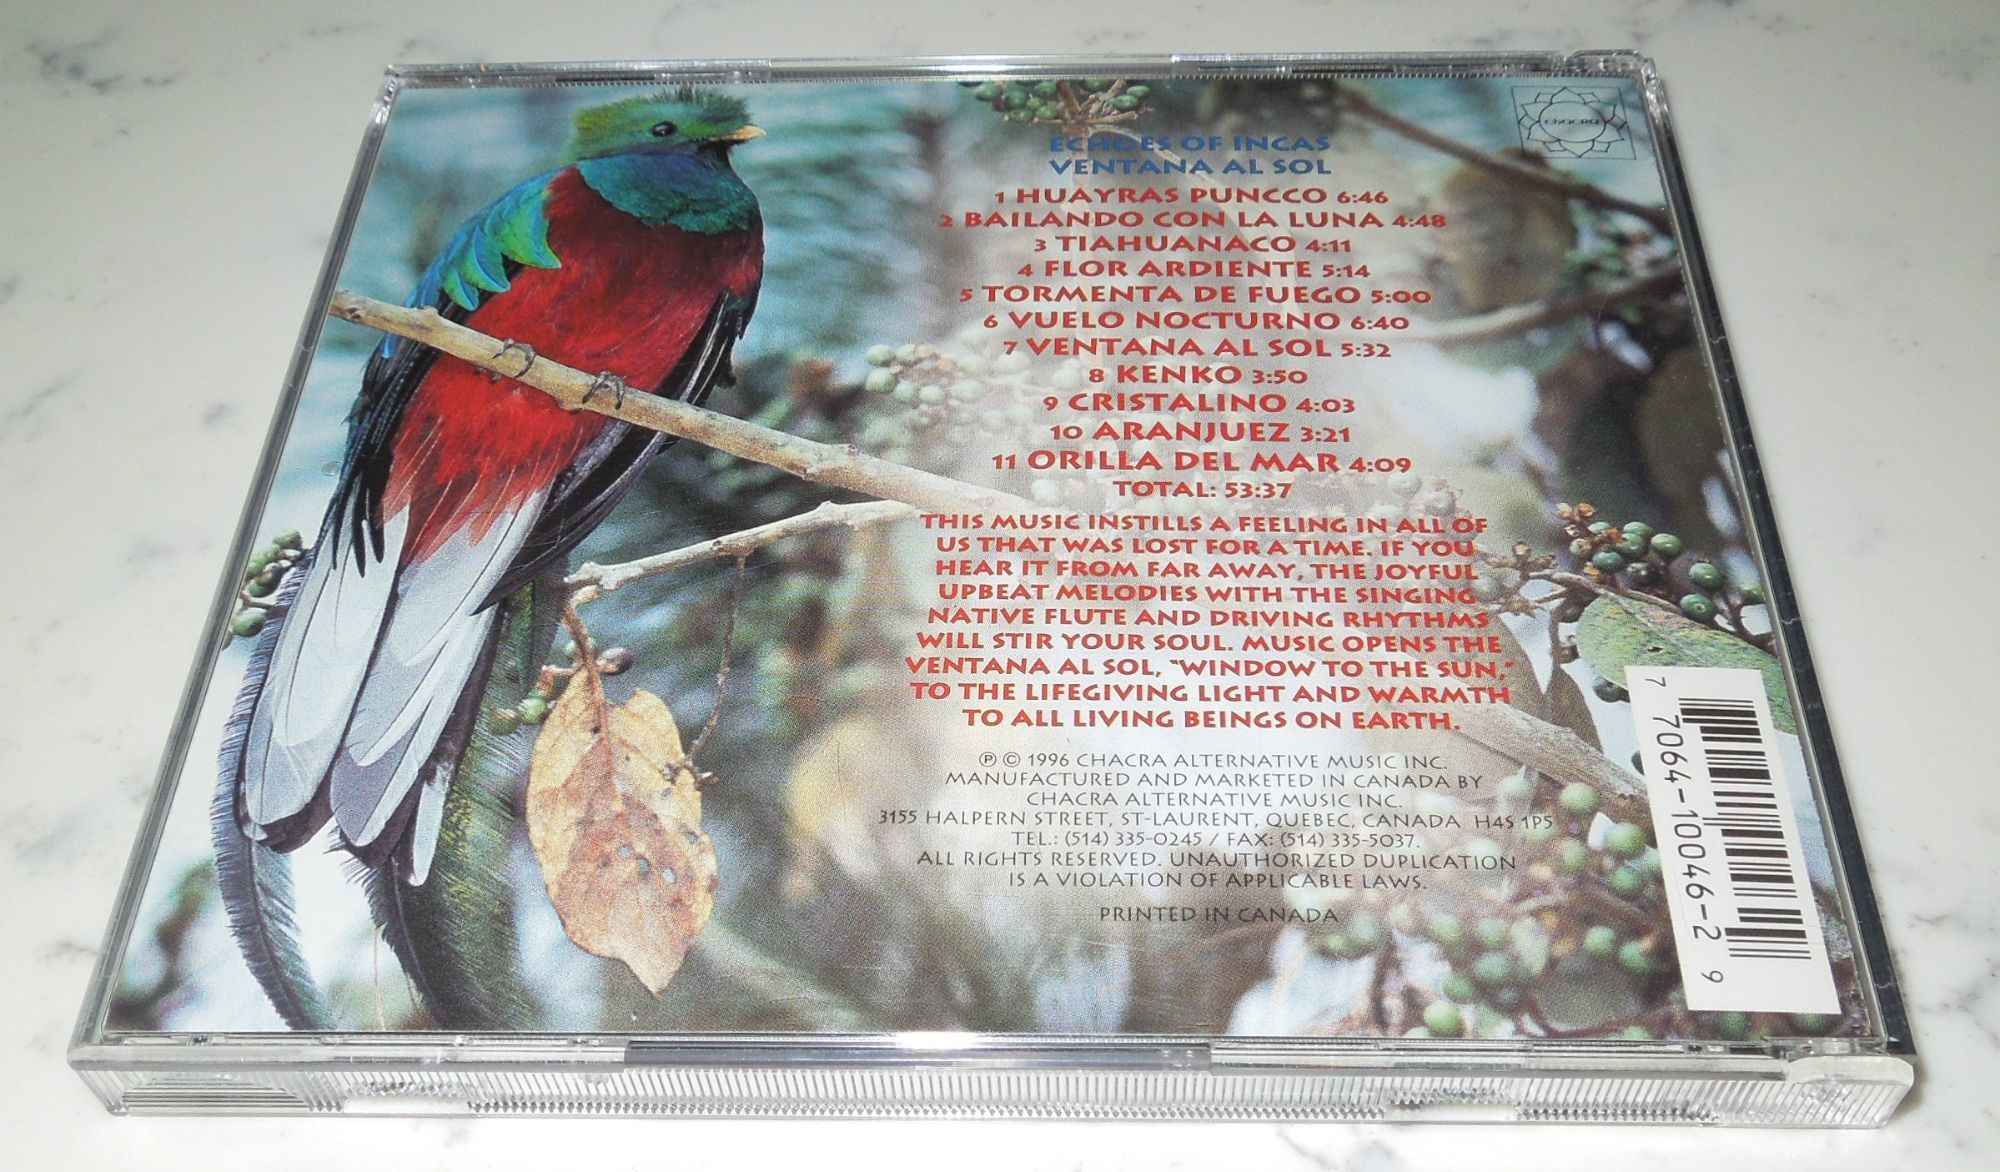 CHACRA
ECHOES OF INCAS
VENTANA AL SOL
1 HUAYRAS PUNCCO 6:46
2 BAILANDO CON LA LUNA 4:48
3 TIAHUANACO 4:11
4 FLOR ARDIENTE 5:14
5 TORMENTA DE FUEGO 5:00
6 VUELO NOCTURNO 6:40
7 VENTANA AL SOL 5:32
8 KENKO 3:50
9 CRISTALINO 4:03
10 ARANJUEZ 3:21
11 ORILLA DEL MAR 4:09
TOTAL: 53:37
THIS MUSIC INSTILLS A FEELING IN ALL OF
US THAT WAS LOST FOR A TIME. IF YOU
HEAR IT FROM FAR AWAY, THE JOYFUL
UPBEAT MELODIES WITH THE SINGING
NATIVE FLUTE AND DRIVING RHYTHMS
WILL STIR YOUR SOUL. MUSIC OPENS THE
VENTANA AL SOL, "WINDOW TO THE SUN,"
TO THE LIFEGIVING LIGHT AND WARMTH
TO ALL LIVING BEINGS ON EARTH.
℗ © 1996 CHACRA ALTERNATIVE MUSIC INC.
MANUFACTURED AND MARKETED IN CANADA BY
CHACRA ALTERNATIVE MUSIC INC.
3155 HALPERN STREET, ST-LAURENT, QUEBEC, CANADA H4S 1P5
TEL.: (514) 335-0245 / FAX: (514) 335-5037.
ALL RIGHTS RESERVED. UNAUTHORIZED DUPLICATION
IS A VIOLATION OF APPLICABLE LAWS.
PRINTED IN CANADA
7 7064-10046-2 9